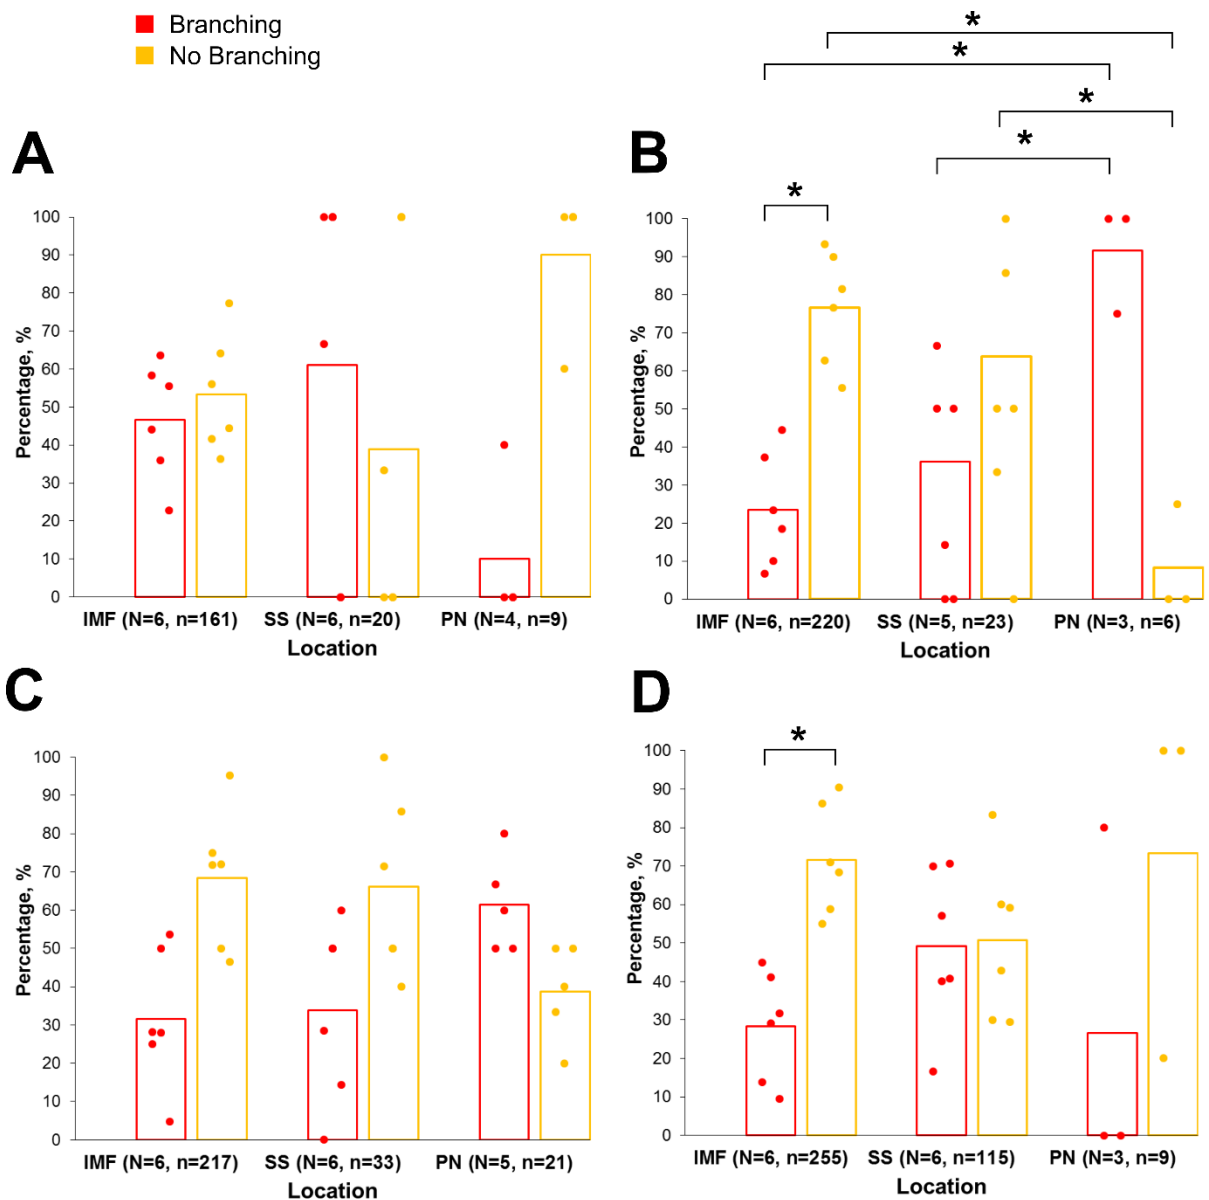 Branching
No Branching
*
*
*
*
A
B
*
Percentage, %
100
90
80
70
60
50
40
30
20
10
0
IMF (N=6, n=161)
SS (N=6, n=20)
PN (N=4, n=9)
Location
Percentage, %
100
90
80
70
60
50
40
30
20
10
0
IMF (N=6, n=220)
SS (N=5, n=23)
PN (N=3, n=6)
Location
C
D
Percentage, %
100
90
80
70
60
50
40
30
20
10
0
IMF (N=6, n=217)
SS (N=6, n=33)
PN (N=5, n=21)
Location
*
Percentage, %
100
90
80
70
60
50
40
30
20
10
0
IMF (N=6, n=255)
SS (N=6, n=115)
PN (N=3, n=9)
Location